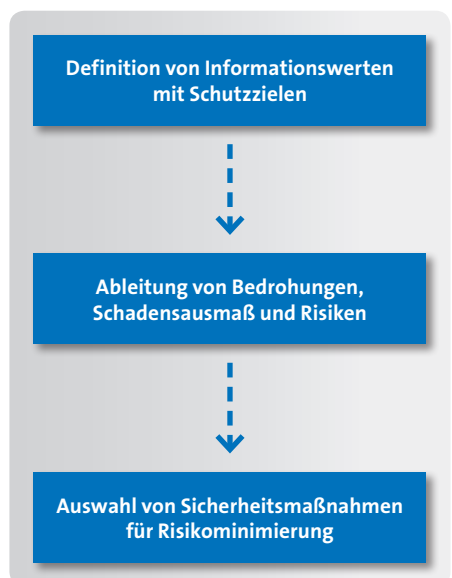 Definition von Informationswerten
mit Schutzzielen
Ableitung von Bedrohungen,
Schadensausmaß und Risiken
Auswahl von Sicherheitsmaßnahmen
für Risikominimierung